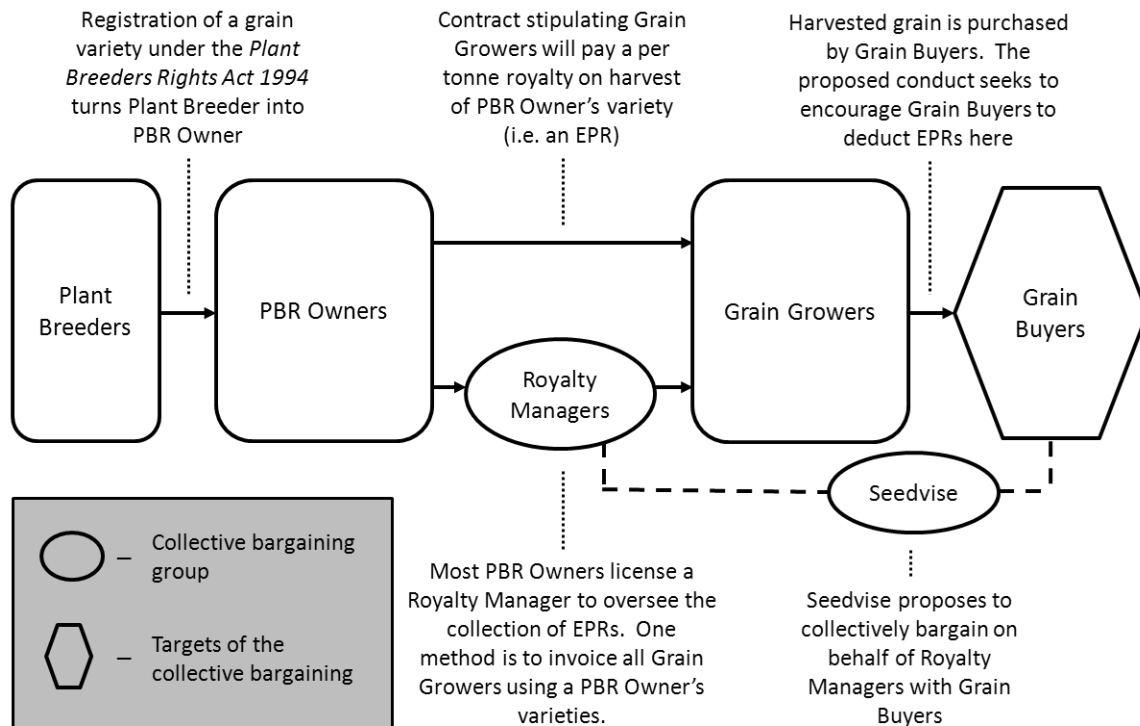 Registration of a grain
variety under the Plant
Breeders Rights Act 1994
turns Plant Breeder into
PBR Owner
Contract stipulating Grain
Growers will pay a per
tonne royalty on harvest
of PBR Owner's variety
(i.e. an EPR)
Harvested grain is purchased
by Grain Buyers.  The
proposed conduct seeks to
encourage Grain Buyers to
deduct EPRs here
Plant
Breeders
PBR Owners
Royalty
Managers
Grain Growers
Grain
Buyers
Seedvise
– Collective bargaining
group
– Targets of the
collective bargaining
Most PBR Owners license a
Royalty Manager to oversee the
collection of EPRs.  One
method is to invoice all Grain
Growers using a PBR Owner's
varieties.
Seedvise proposes to
collectively bargain on
behalf of Royalty
Managers with Grain
Buyers